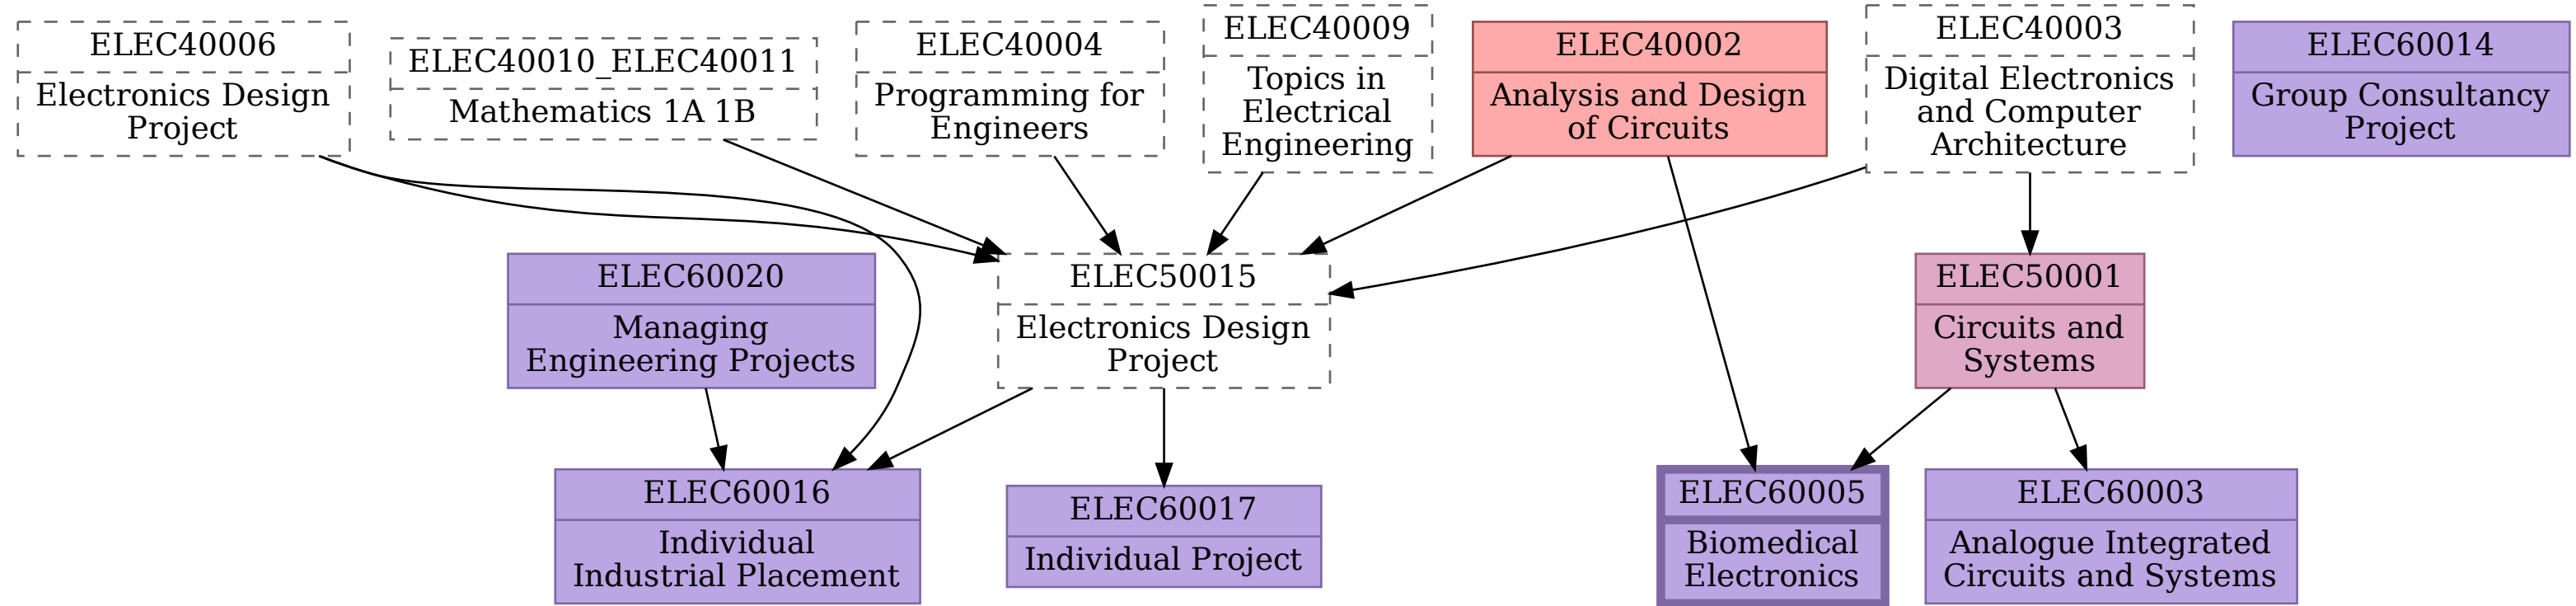 ELEC40006
Electronics Design
Project
ELEC40010_ELEC40011
Mathematics 1A 1B
ELEC40004
Programming for
Engineers
ELEC40009
Topics in
Electrical
Engineering
ELEC40002
Analysis and Design
of Circuits
ELEC40003
Digital Electronics
and Computer
Architecture
ELEC60014
Group Consultancy
Project
ELEC60020
Managing
Engineering Projects
ELEC50015
Electronics Design
Project
ELEC50001
Circuits and
Systems
ELEC60016
Individual
Industrial Placement
ELEC60017
Individual Project
ELEC60005
Biomedical
Electronics
ELEC60003
Analogue Integrated
Circuits and Systems